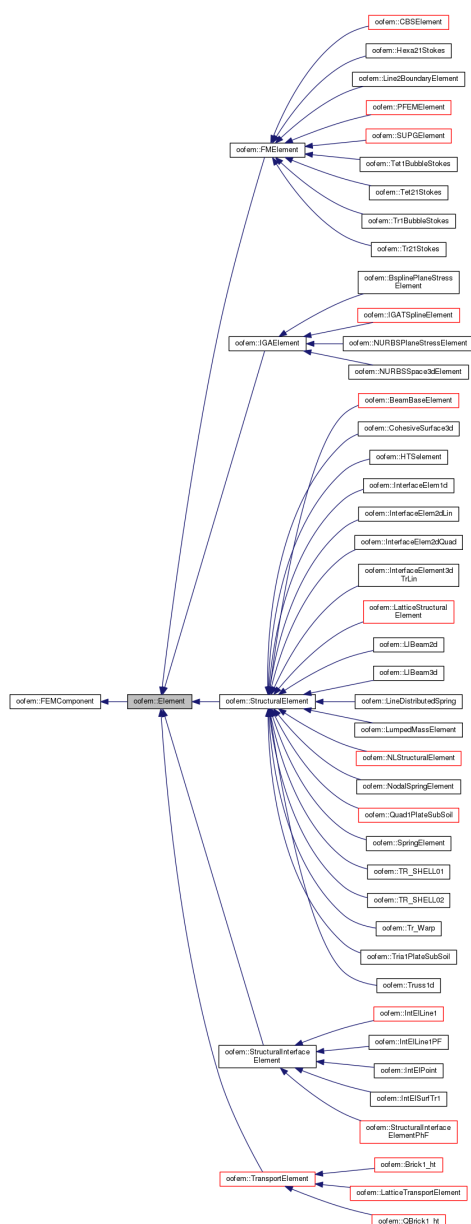 oofem::CBSElement
oofem::Hexa21Stokes
oofem::Line2BoundaryElement
oofem::PFEMElement
oofem::SUPGElement
oofem::FMElement
oofem::Tet1BubbleStokes
oofem::Tet21Stokes
oofem::Tr1BubbleStokes
oofem::Tr21Stokes
oofem::BsplinePlaneStress
Element
oofem::IGATSplineElement
oofem::IGAElement
oofem::NURBSPlaneStressElement
oofem::NURBSSpace3dElement
oofem::BeamBaseElement
oofem::CohesiveSurface3d
oofem::HTSelement
oofem::InterfaceElem1d
oofem::InterfaceElem2dLin
oofem::InterfaceElem2dQuad
oofem::InterfaceElement3d
TrLin
oofem::LatticeStructural
Element
oofem::LIBeam2d
oofem::LIBeam3d
oofem::FEMComponent
oofem::Element
oofem::StructuralElement
oofem::LineDistributedSpring
oofem::LumpedMassElement
oofem::NLStructuralElement
oofem::NodalSpringElement
oofem::Quad1PlateSubSoil
oofem::SpringElement
oofem::TR_SHELL01
oofem::TR_SHELL02
oofem::Tr_Warp
oofem::Tria1PlateSubSoil
oofem::Truss1d
oofem::IntElLine1
oofem::IntElLine1PF
oofem::StructuralInterface
Element
oofem::IntElPoint
oofem::IntElSurfTr1
oofem::StructuralInterface
ElementPhF
oofem::Brick1_ht
oofem::TransportElement
oofem::LatticeTransportElement
oofem::QBrick1_ht